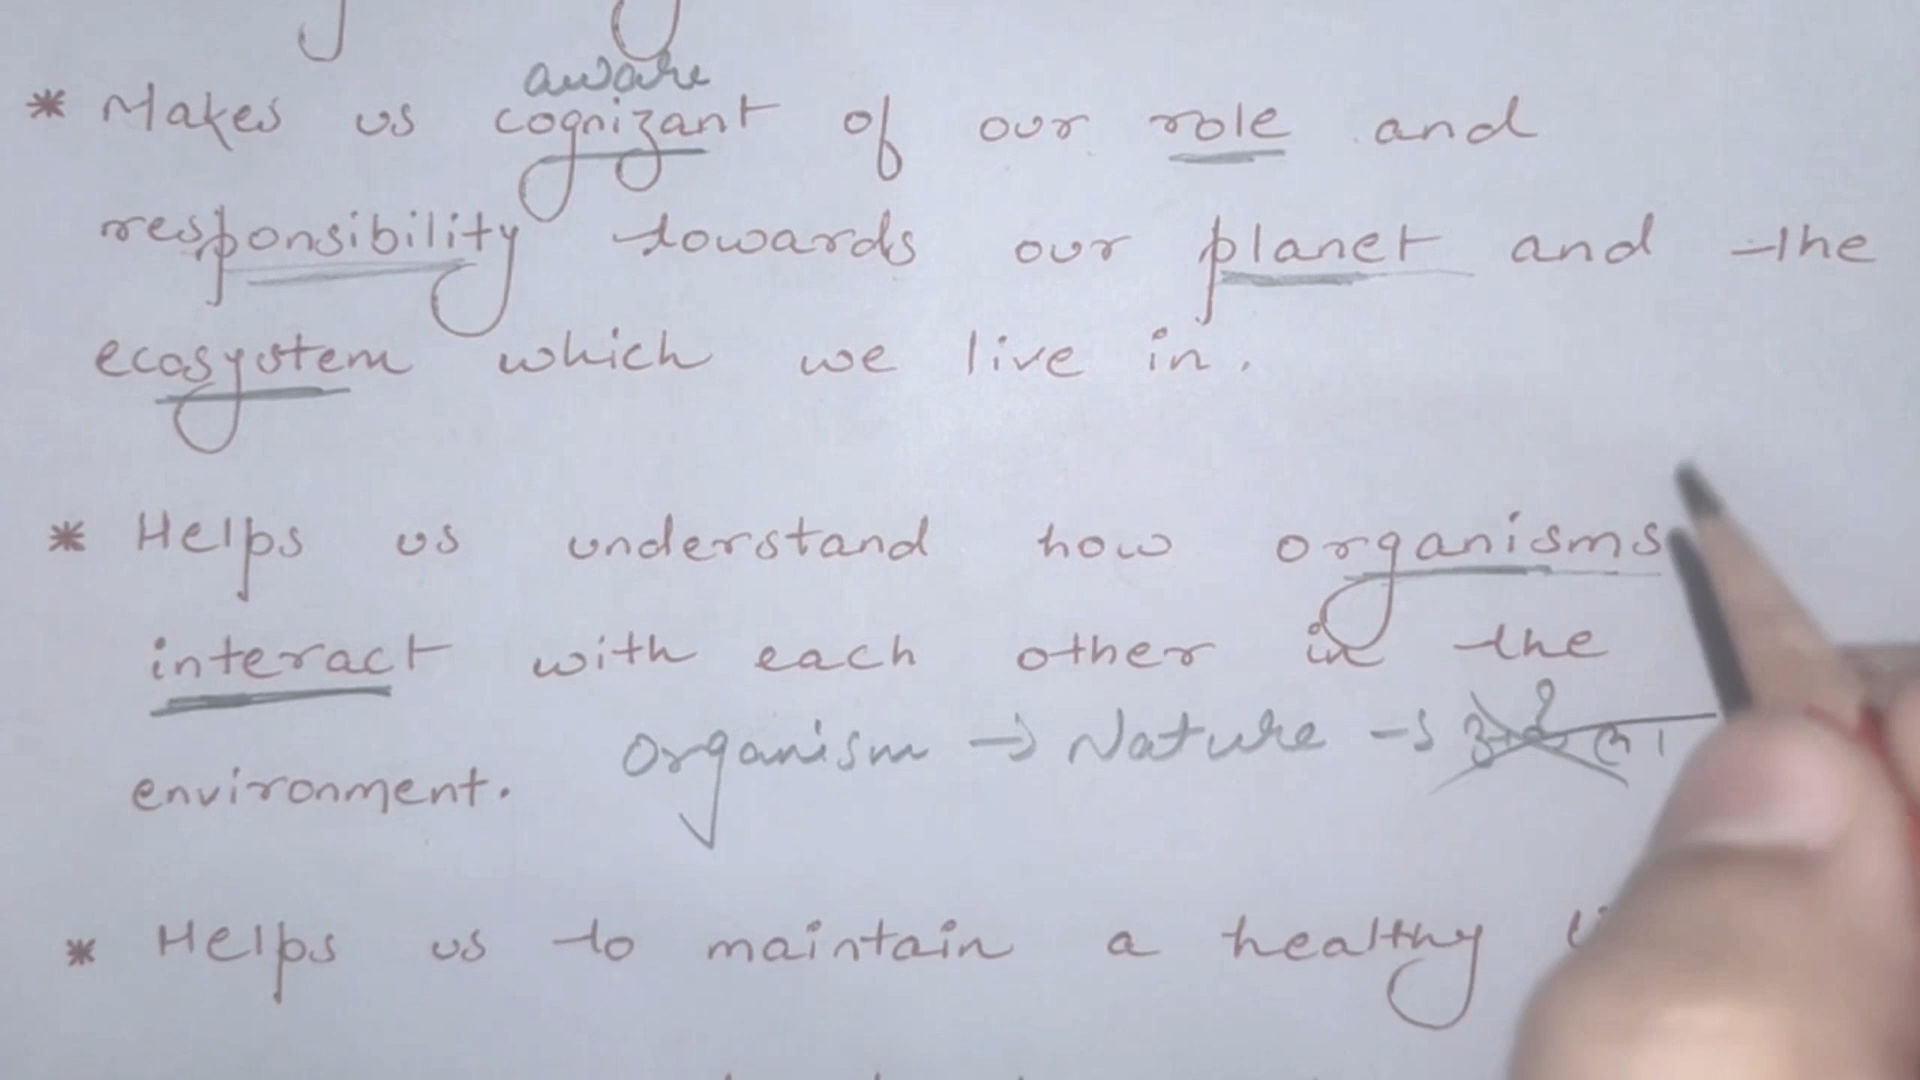 aware
* Makes us cognizant of our role and
responsibility towards our planet and the
ecosystem which we live in.
* Helps us understand how organisms
interact with each other in the
Organism → Nature →
environment.
* Helps us to maintain a healthy